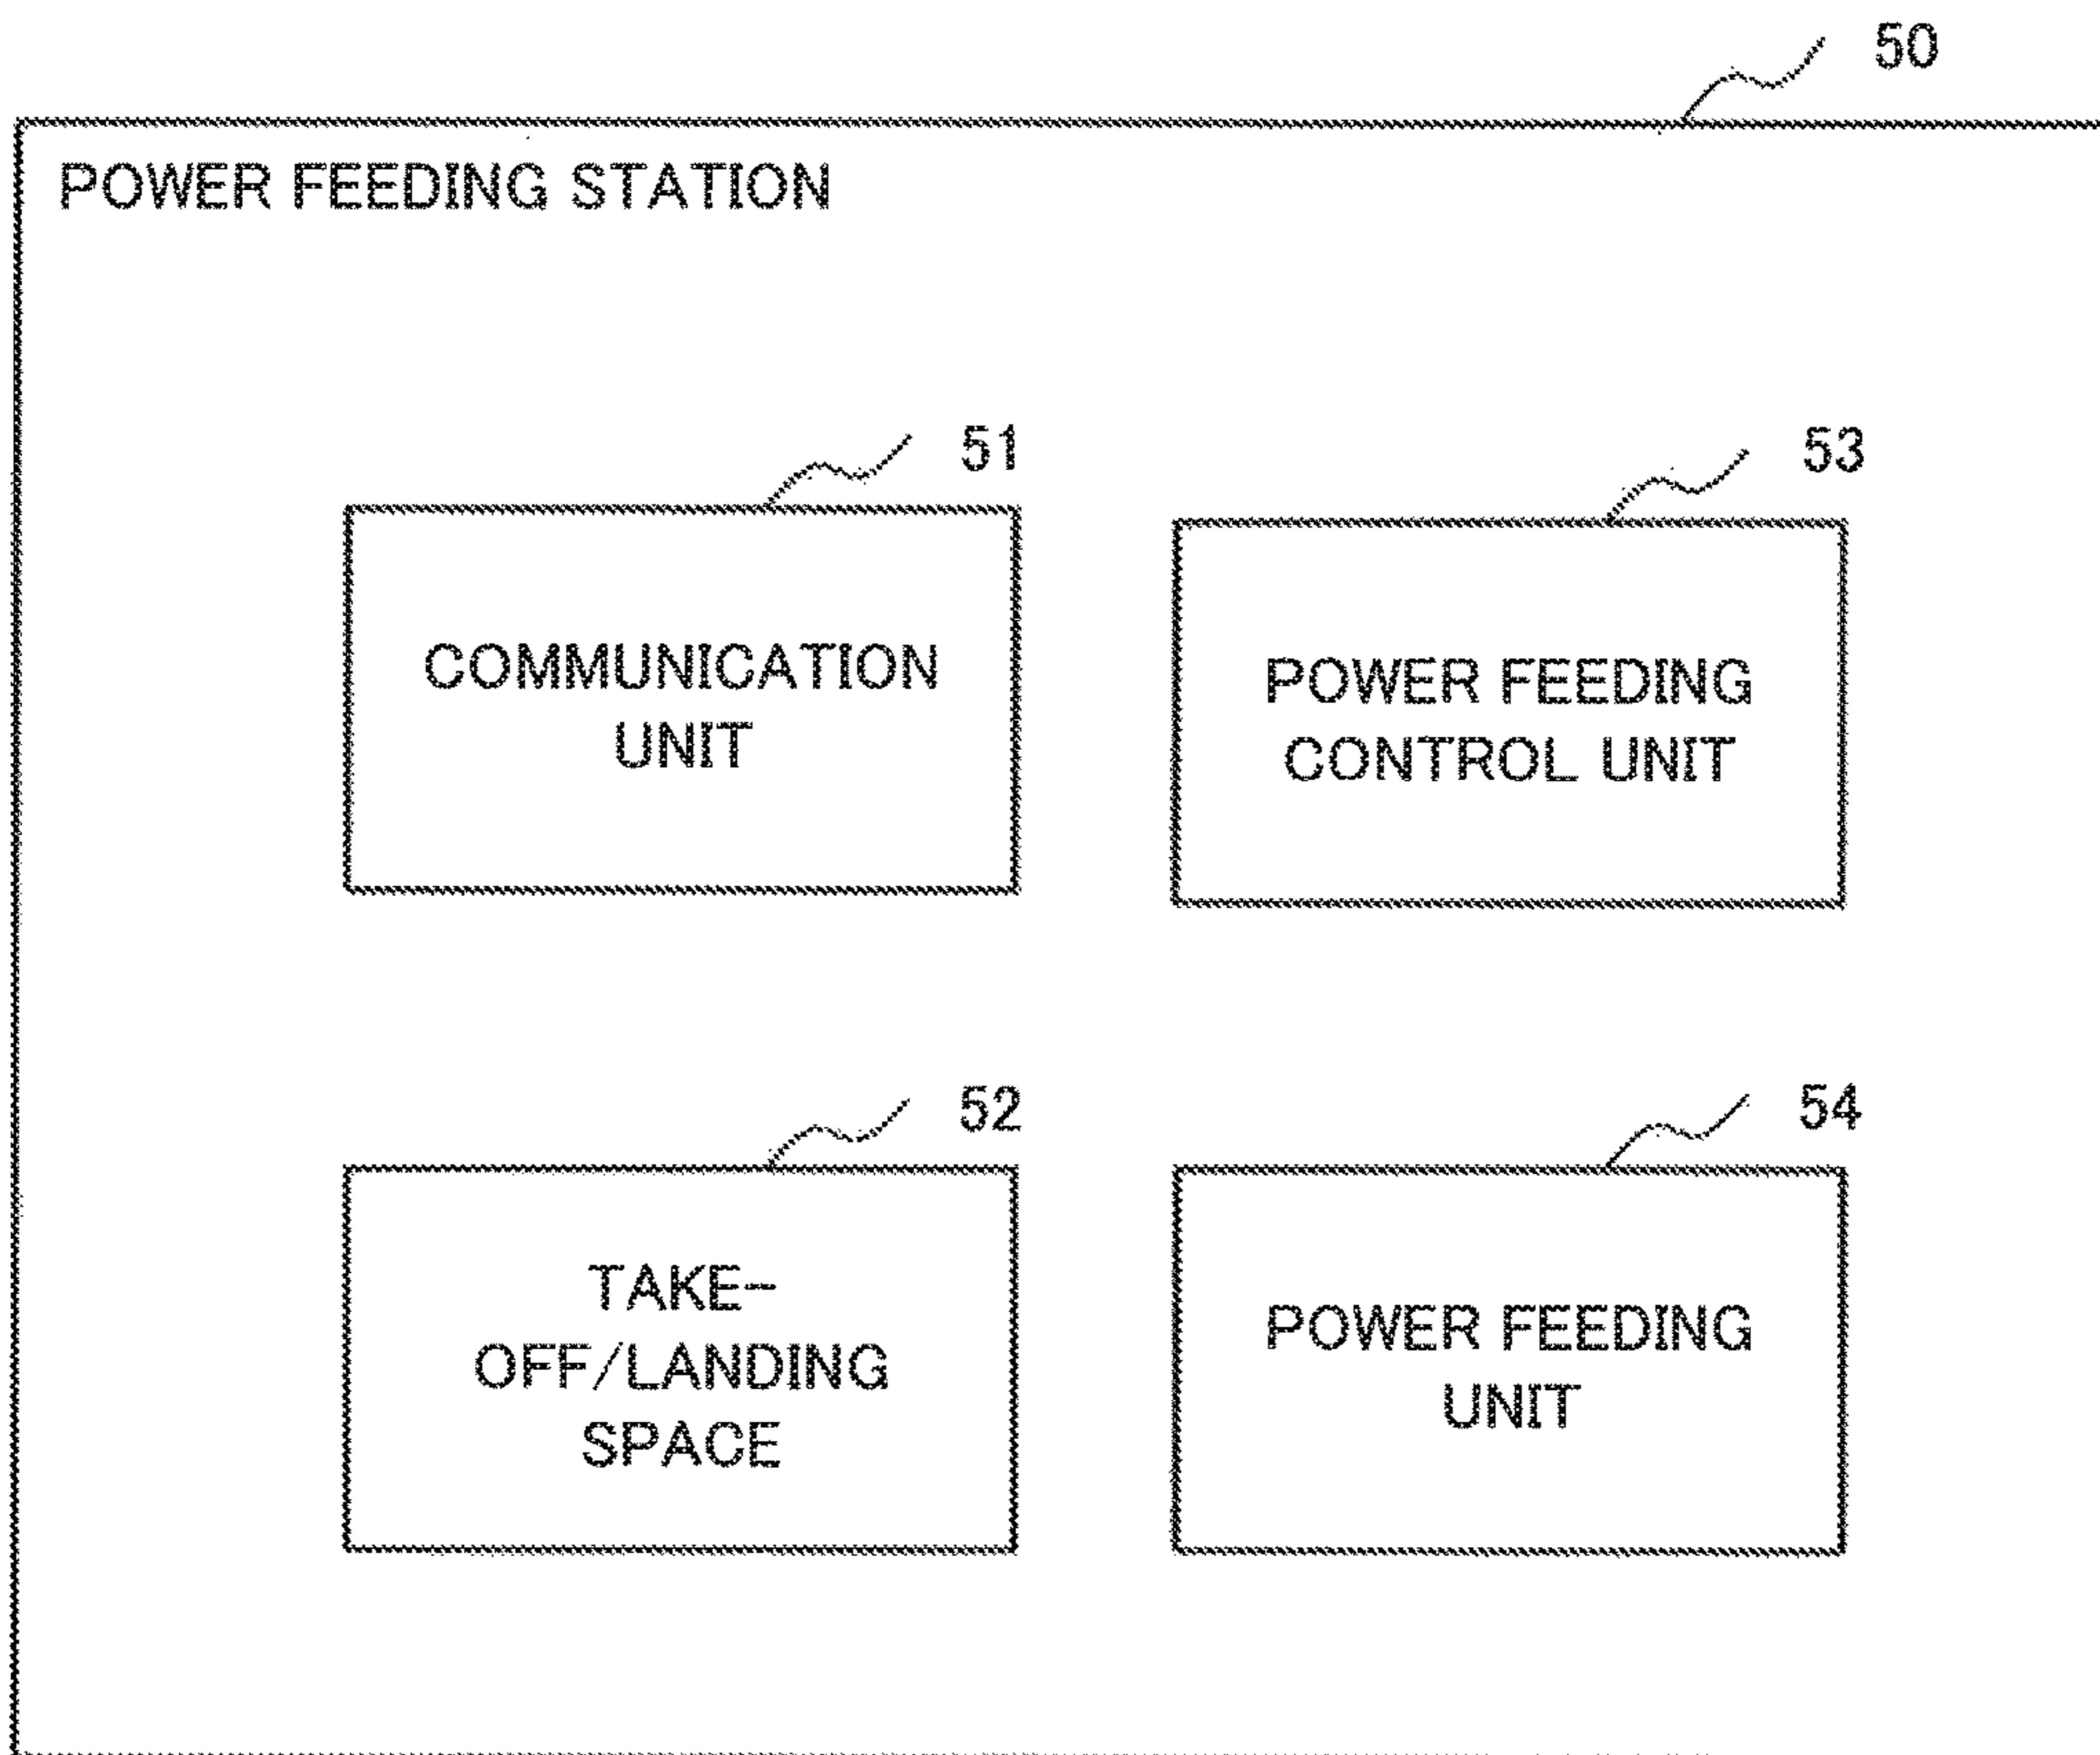 50
POWER FEEDING STATION
51
COMMUNICATION
UNIT
53
POWER FEEDING
CONTROL UNIT
52
TAKE-
OFF/LANDING
SPACE
54
POWER FEEDING
UNIT